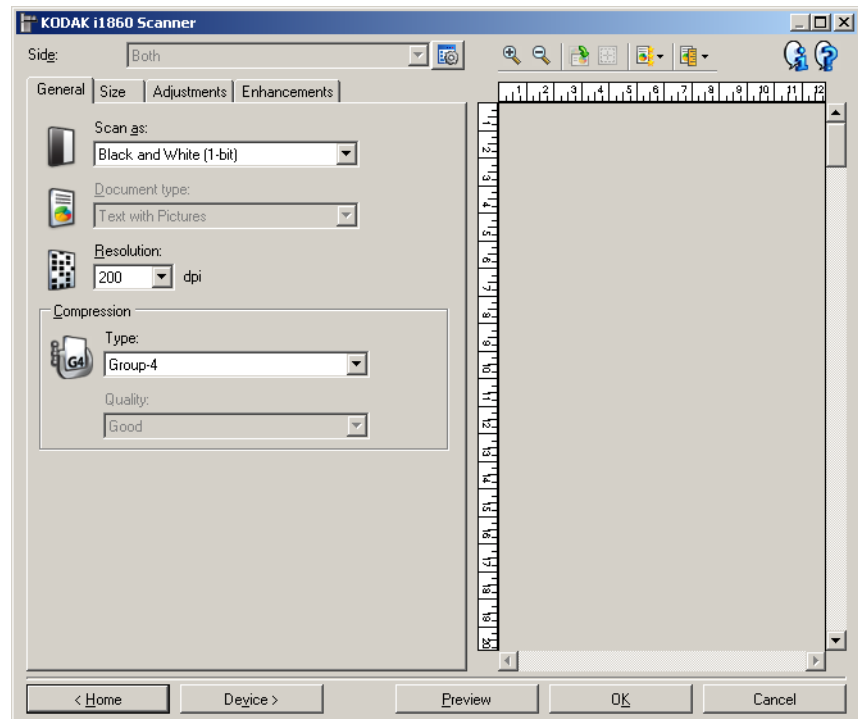 KODAK i1860 Scanner
Side: Both
General Size Adjustments Enhancements
Scan as:
Black and White (1-bit)
Document type:
Text with Pictures
Resolution:
200 dpi
Compression
Type:
G4 Group-4
Quality:
Good
1 2 3 4 5 6 7 8 9 10 11 12
1
2
3
4
5
6
7
8
9
10
11
12
13
14
15
16
17
18
19
20
< Home Device > Preview OK Cancel